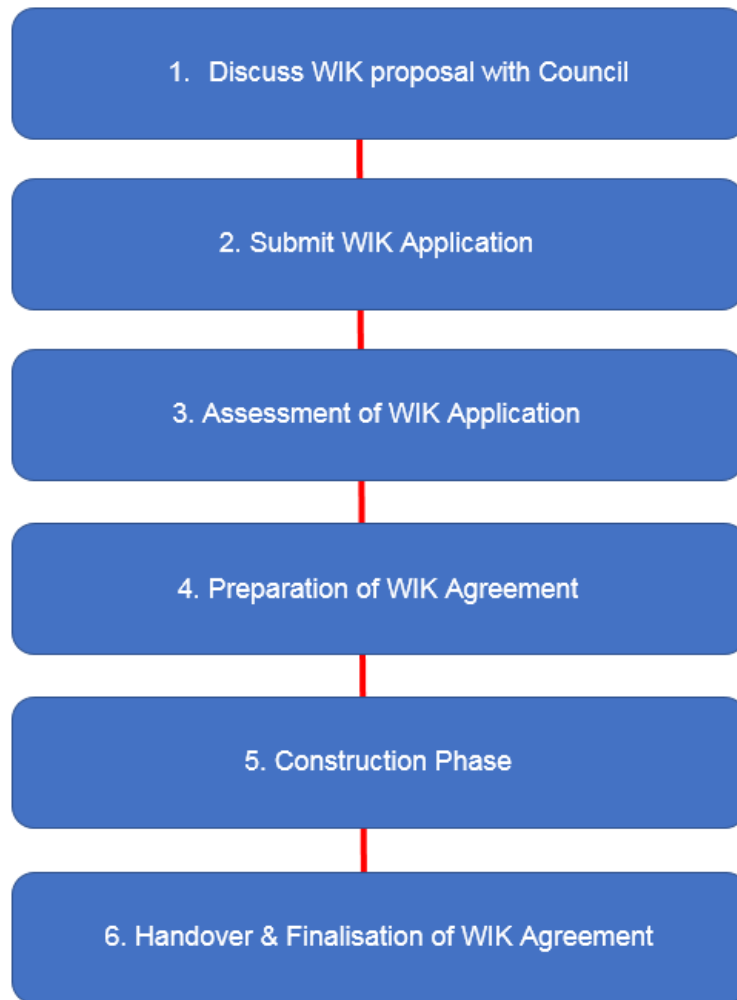 1. Discuss WIK proposal with Council
2. Submit WIK Application
3. Assessment of WIK Application
4. Preparation of WIK Agreement
5. Construction Phase
6. Handover & Finalisation of WIK Agreement